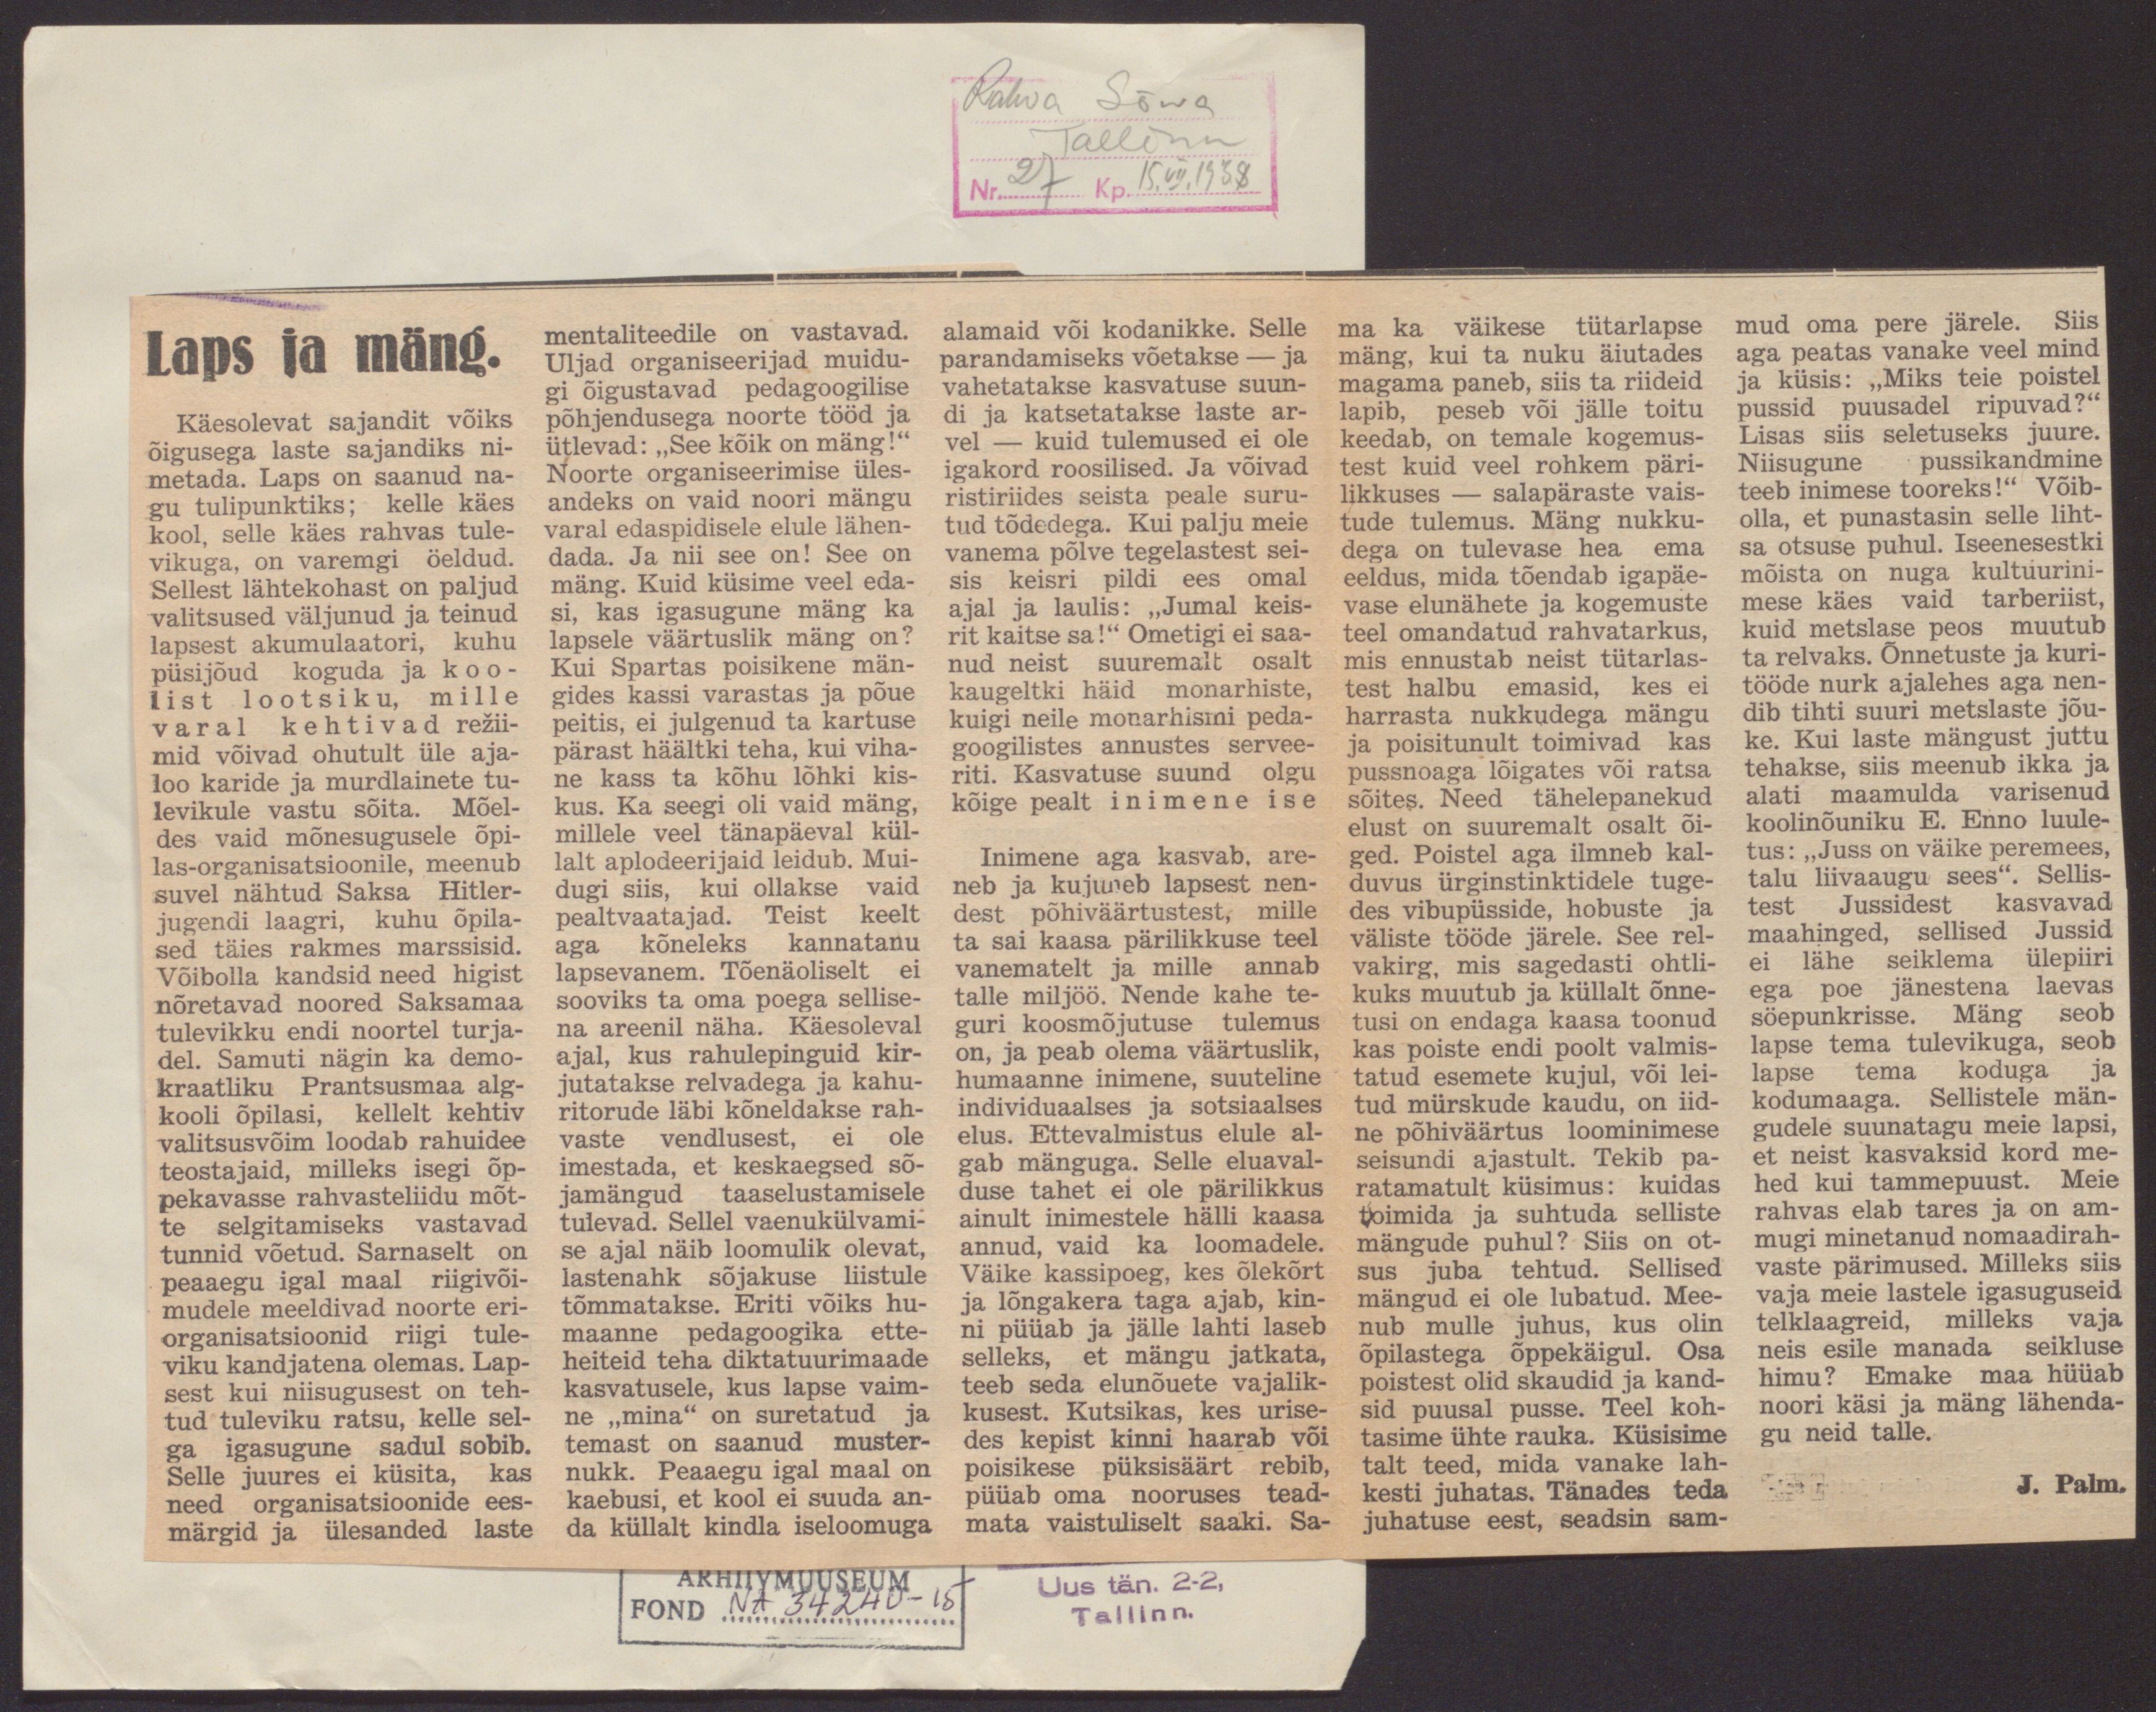 Rahva Sõna
Tallinn
Nr. 27 Kp. 15.VII.1938
Laps ja mäng.
Käesolevat sajandit võiks
õigusega laste sajandiks ni-
metada. Laps on saanud na-
gu tulipunktiks; kelle käes
kool, selle käes rahvas tule-
vikuga, on varemgi öeldud.
Sellest lähtekohast on paljud
valitsused väljunud ja teinud
lapsest akumulaatori, kuhu
püsijõud koguda ja koo-
list lootsiku, mille
varal kehtivad režii-
mid võivad ohutult üle aja-
loo karide ja murdlainete tu-
levikule vastu sõita. Mõel-
des vaid mõnesugusele õpi-
las-organisatsioonile, meenub
suvel nähtud Saksa Hitler-
jugendi laagri, kuhu õpila-
sed täies rakmes marssisid.
Võibolla kandsid need higist
nõretavad noored Saksamaa
tulevikku endi noortel turja-
del. Samuti nägin ka demo-
kraatliku Prantsusmaa alg-
kooli õpilasi, kellelt kehtiv
valitsusvõim loodab rahuidee
teostajaid, milleks isegi õp-
pekavasse rahvasteliidu mõt-
te selgitamiseks vastavad
tunnid võetud. Sarnaselt on
peaaegu igal maal riigivõi-
mudele meeldivad noorte eri-
organisatsioonid riigi tule-
viku kandjatena olemas. Lap-
sest kui niisugusest on teh-
tud tuleviku ratsu, kelle sel-
ga igasugune sadul sobib.
Selle juures ei küsita, kas
need organisatsioonide ees-
märgid ja ülesanded laste
mentaliteedile on vastavad.
Uljad organiseerijad muidu-
gi õigustavad pedagoogilise
põhjendusega noorte tööd ja
ütlevad: „See kõik on mäng!“
Noorte organiseerimise üles-
andeks on vaid noori mängu
varal edaspidisele elule lähen-
dada. Ja nii see on! See on
mäng. Kuid küsime veel eda-
si, kas igasugune mäng ka
lapsele väärtuslik mäng on?
Kui Spartas poisikene män-
gides kassi varastas ja põue
peitis, ei julgenud ta kartuse
pärast häältki teha, kui viha-
ne kass ta kõhu lõhki kis-
kus. Ka seegi oli vaid mäng,
millele veel tänapäeval kül-
lalt aplodeerijaid leidub. Mui-
dugi siis, kui ollakse vaid
pealtvaatajad. Teist keelt
aga kõneleks kannatanu
lapsevanem. Tõenäoliselt ei
sooviks ta oma poega sellise-
na areenil näha. Käesoleval
ajal, kus rahulepinguid kir-
jutatakse relvadega ja kahu-
ritorude läbi kõneldakse rah-
vaste vendlusest, ei ole
imestada, et keskaegsed sõ-
jamängud taaselustamisele
tulevad. Sellel vaenukülvami-
se ajal näib loomulik olevat,
lastenahk sõjakuse liistule
tõmmatakse. Eriti võiks hu-
maanne pedagoogika ette-
heiteid teha diktatuurimaade
kasvatusele, kus lapse vaim-
ne „mina“ on suretatud ja
temast on saanud muster-
nukk. Peaaegu igal maal on
kaebusi, et kool ei suuda an-
da küllalt kindla iseloomuga
alamaid või kodanikke. Selle
parandamiseks võetakse — ja
vahetatakse kasvatuse suun-
di ja katsetatakse laste ar-
vel — kuid tulemused ei ole
igakord roosilised. Ja võivad
ristiriides seista peale suru-
tud tõdedega. Kui palju meie
vanema põlve tegelastest sei-
sis keisri pildi ees omal
ajal ja laulis: „Jumal keis-
rit kaitse sa!“ Ometigi ei saa-
nud neist suuremalt osalt
kaugeltki häid monarhiste,
kuigi neile monarhismi peda-
googilistes annustes servee-
riti. Kasvatuse suund olgu
kõige pealt inimene ise
Inimene aga kasvab, are-
neb ja kujuneb lapsest nen-
dest põhiväärtustest, mille
ta sai kaasa pärilikkuse teel
vanematelt ja mille annab
talle miljöö. Nende kahe te-
guri koosmõjutuse tulemus
on, ja peab olema väärtuslik,
humaanne inimene, suuteline
individuaalses ja sotsiaalses
elus. Ettevalmistus elule al-
gab mänguga. Selle eluaval-
duse tahet ei ole pärilikkus
ainult inimestele hälli kaasa
annud, vaid ka loomadele.
Väike kassipoeg, kes õlekõrt
ja lõngakera taga ajab, kin-
ni püüab ja jälle lahti laseb
selleks, et mängu jatkata,
teeb seda elunõuete vajalik-
kusest. Kutsikas, kes urise-
des kepist kinni haarab või
poisikese püksisäärt rebib,
püüab oma nooruses tead-
mata vaistuliselt saaki. Sa-
ma ka väikese tütarlapse
mäng, kui ta nuku äiutades
magama paneb, siis ta riideid
lapib, peseb või jälle toitu
keedab, on temale kogemus-
test kuid veel rohkem päri-
likkuses — salapäraste vais-
tude tulemus. Mäng nukku-
dega on tulevase hea ema
eeldus, mida tõendab igapäe-
vase elunähete ja kogemuste
teel omandatud rahvatarkus,
mis ennustab neist tütarlas-
test halbu emasid, kes ei
harrasta nukkudega mängu
ja poisitunult toimivad kas
pussnoaga lõigates või ratsa
sõites. Need tähelepanekud
elust on suuremalt osalt õi-
ged. Poistel aga ilmneb kal-
duvus ürginstinktidele tuge-
des vibupüsside, hobuste ja
väliste tööde järele. See rel-
vakirg, mis sagedasti ohtli-
kuks muutub ja küllalt õnne-
tusi on endaga kaasa toonud
kas poiste endi poolt valmis-
tatud esemete kujul, või lei-
tud mürskude kaudu, on iid-
ne põhiväärtus loominimese
seisundi ajastult. Tekib pa-
ratamatult küsimus: kuidas
toimida ja suhtuda selliste
mängude puhul? Siis on ot-
sus juba tehtud. Sellised
mängud ei ole lubatud. Mee-
nub mulle juhus, kus olin
õpilastega õppekäigul. Osa
poistest olid skaudid ja kand-
sid puusal pusse. Teel koh-
tasime ühte rauka. Küsisime
talt teed, mida vanake lah-
kesti juhatas. Tänades teda
juhatuse eest, seadsin sam-
mud oma pere järele. Siis
aga peatas vanake veel mind
ja küsis: „Miks teie poistel
pussid puusadel ripuvad?“
Lisas siis seletuseks juure.
Niisugune pussikandmine
teeb inimese tooreks!“ Võib-
olla, et punastasin selle liht-
sa otsuse puhul. Iseenesestki
mõista on nuga kultuurini-
mese käes vaid tarberiist,
kuid metslase peos muutub
ta relvaks. Õnnetuste ja kuri-
tööde nurk ajalehes aga nen-
dib tihti suuri metslaste jõu-
ke. Kui laste mängust juttu
tehakse, siis meenub ikka ja
alati maamulda varisenud
koolinõuniku E. Enno luule-
tus: „Juss on väike peremees,
talu liivaaugu sees“. Sellis-
test Jussidest kasvavad
maahinged, sellised Jussid
ei lähe seiklema ülepiiri
ega poe jänestena laevas
söepunkrisse. Mäng seob
lapse tema tulevikuga, seob
lapse tema koduga ja
kodumaaga. Sellistele män-
gudele suunatagu meie lapsi,
et neist kasvaksid kord me-
hed kui tammepuust. Meie
rahvas elab tares ja on am-
mugi minetanud nomaadirah-
vaste pärimused. Milleks siis
vaja meie lastele igasuguseid
telklaagreid, milleks vaja
neis esile manada seikluse
himu? Emake maa hüüab
noori käsi ja mäng lähenda-
gu neid talle.
J. Palm.
ARHIIVMUUSEUM
FOND NA 34240-15
Uus tän. 2-2,
Tallinn.